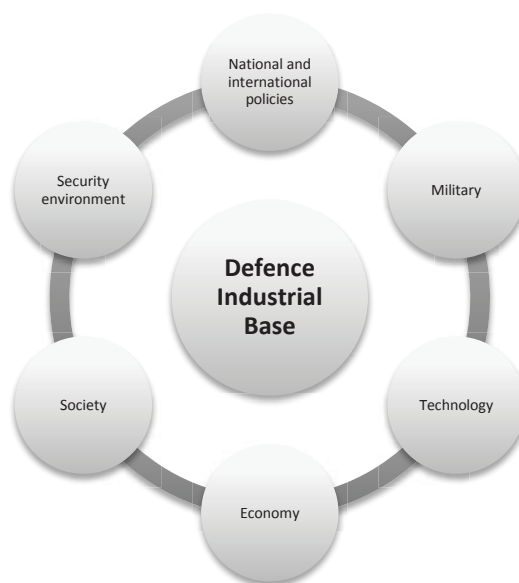 National and
international
policies
Security
environment
Military
Defence
Industrial
Base
Society
Technology
Economy